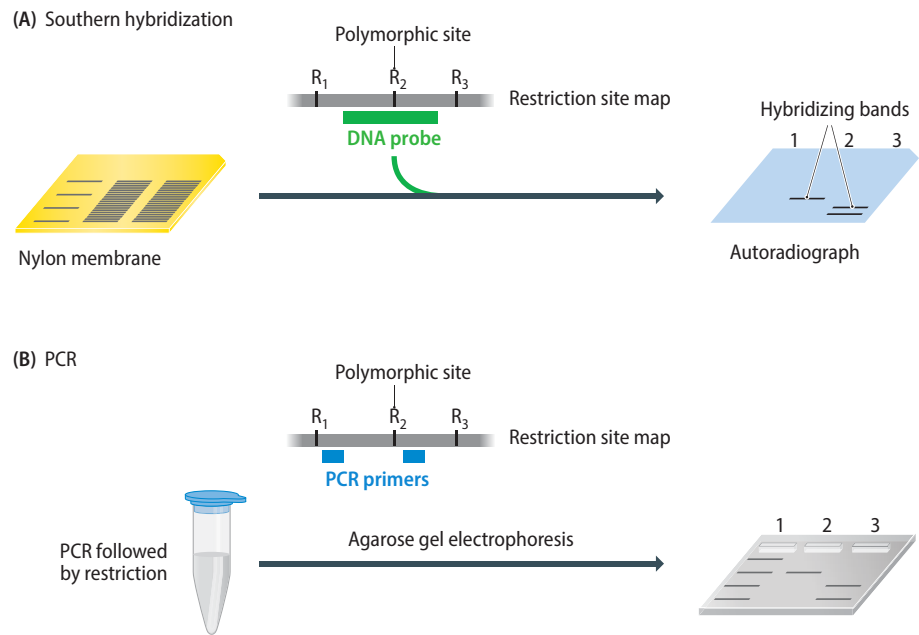 (A) Southern hybridization
Polymorphic site
R1 R2 R3
Restriction site map
DNA probe
Hybridizing bands
1 2 3
Nylon membrane
Autoradiograph
(B) PCR
Polymorphic site
R1 R2 R3
Restriction site map
PCR primers
PCR followed
by restriction
Agarose gel electrophoresis
1 2 3